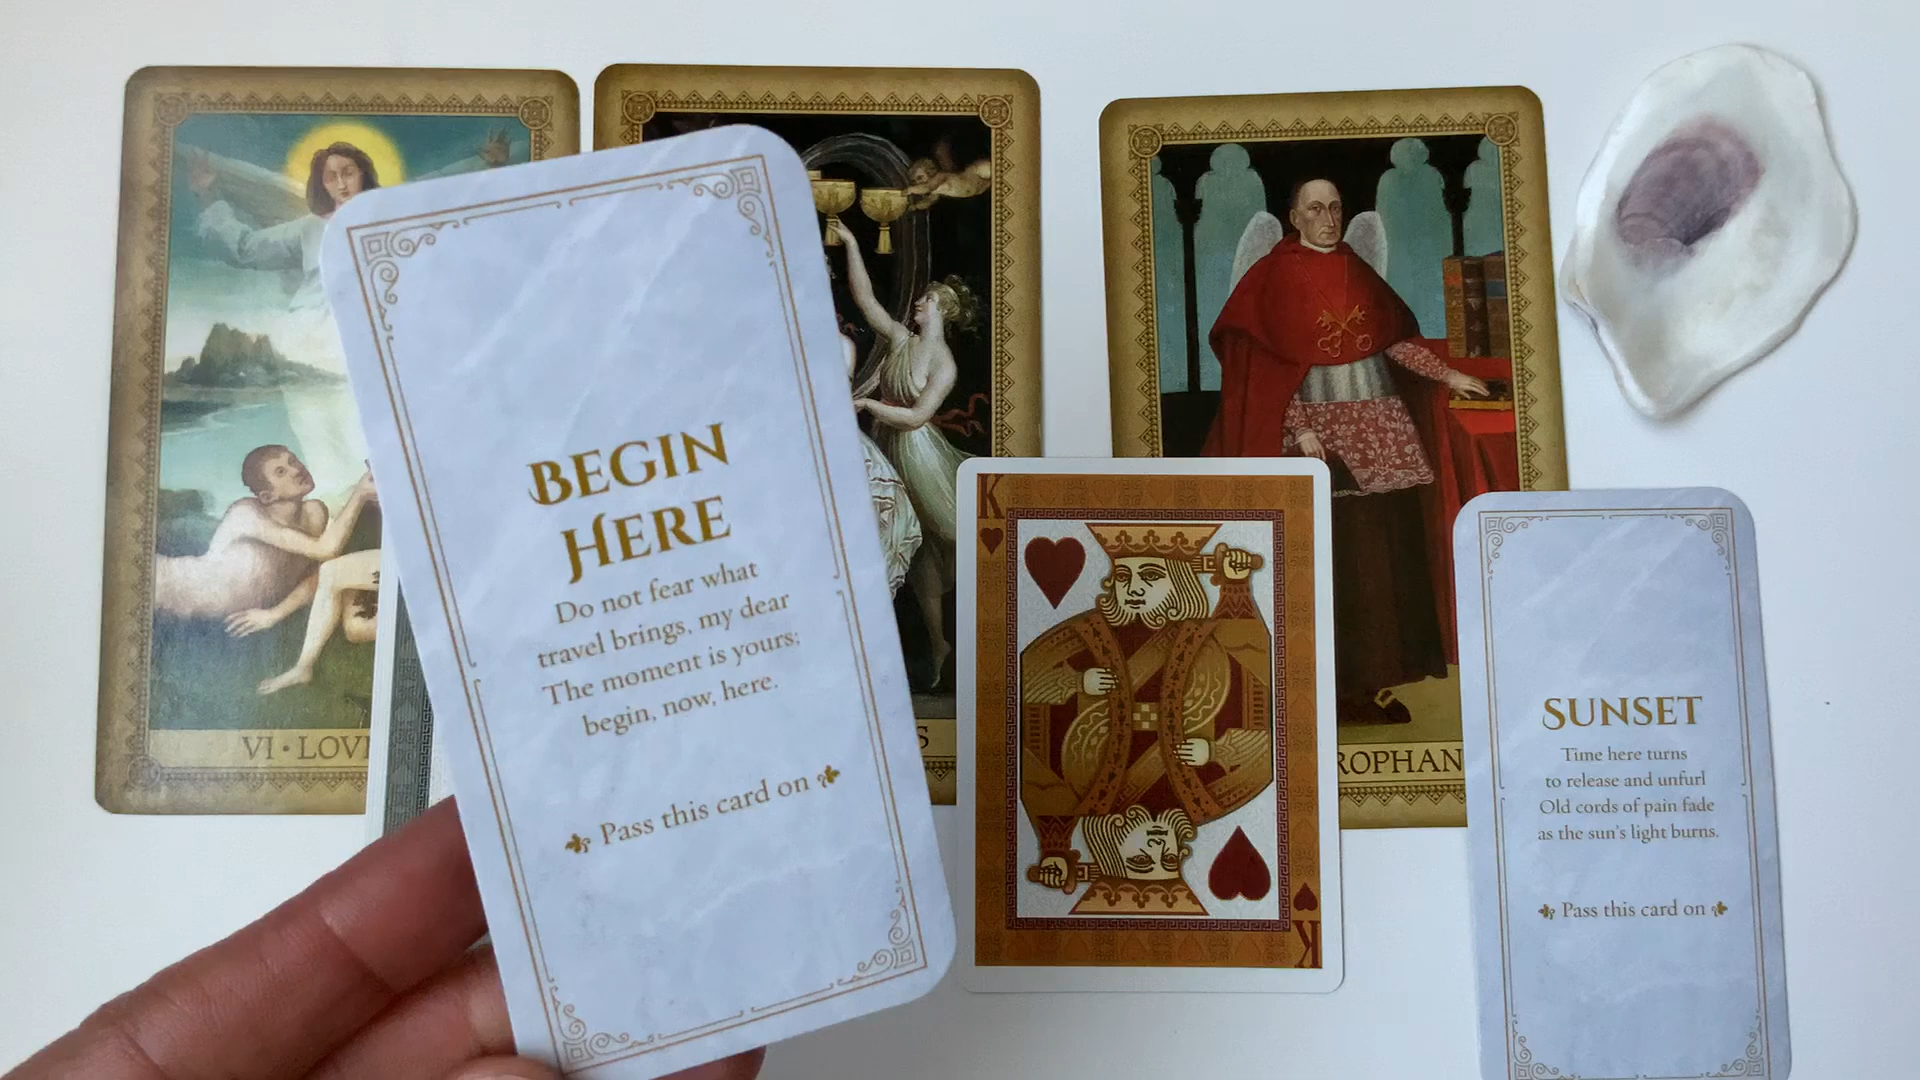 BEGIN
HERE
Do not fear what
travel brings, my dear
The moment is yours;
begin, now, here.
Pass this card on
VI • LOV
S
ROPHAN
K
K
SUNSET
Time here turns
to release and unfurl
Old cords of pain fade
as the sun's light burns.
Pass this card on